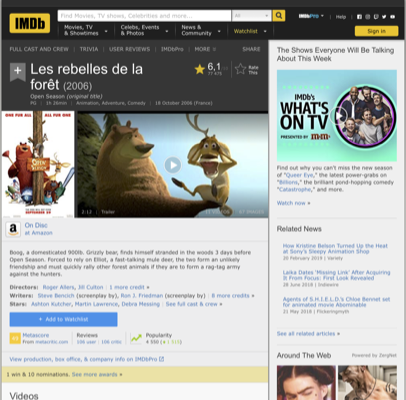 IMDb
Find Movies, TV shows, Celebrities and more...
All
IMDbPro
Help
Movies, TV
& Showtimes
Celebs, Events
& Photos
News &
Community
Watchlist
Sign in
FULL CAST AND CREW | TRIVIA | USER REVIEWS | IMDbPro | MORE
SHARE
Les rebelles de la
forêt (2006)
Open Season (original title)
PG | 1h 26min | Animation, Adventure, Comedy | 18 October 2006 (France)
6,1
Rate
This
ONE FOR ALL
ALL FOR FUN
2:12 | Trailer
On Disc
at Amazon
Boog, a domesticated 900lb. Grizzly bear, finds himself stranded in the woods 3 days before
Open Season. Forced to rely on Elliot, a fast-talking mule deer, the two form an unlikely
friendship and must quickly rally other forest animals if they are to form a rag-tag army
against the hunters.
Directors: Roger Allers, Jill Culton | 1 more credit »
Writers: Steve Bencich (screenplay by), Ron J. Friedman (screenplay by) | 8 more credits »
Stars: Ashton Kutcher, Martin Lawrence, Debra Messing | See full cast & crew »
+ Add to Watchlist
Metascore
From metacritic.com
Reviews
106 user | 106 critic
Popularity
4 550
View production, box office, & company info on IMDbPro
1 win & 10 nominations. See more awards »
Videos
The Shows Everyone Will Be Talking
About This Week
IMDb's
WHAT'S
ON TV
PRESENTED BY M&M'S
Find out why you can't miss the new season
of "Queer Eye," the latest power-grabs on
"Billions," the brilliant pond-hopping comedy
"Catastrophe," and more.
Watch now »
Related News
How Kristine Belson Turned Up the Heat
at Sony's Sleepy Animation Shop
20 February 2019 | Variety
Laika Dates 'Missing Link' After Acquiring
It From Focus: First Look Revealed
28 June 2018 | Indiewire
Agents of S.H.I.E.L.D.'s Chloe Bennet set
for animated movie Abominable
21 May 2018 | Flickeringmyth
See all related articles »
Around The Web
Powered by ZergNet